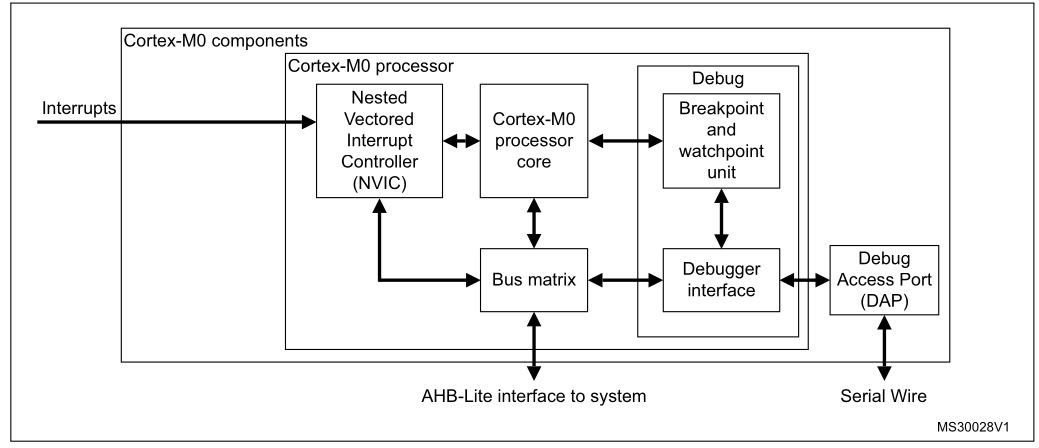 Cortex-M0 components
Cortex-M0 processor
Debug
Interrupts
Nested
Vectored
Interrupt
Controller
(NVIC)
Cortex-M0
processor
core
Breakpoint
and
watchpoint
unit
Bus matrix
Debugger
interface
Debug
Access Port
(DAP)
AHB-Lite interface to system
Serial Wire
MS30028V1